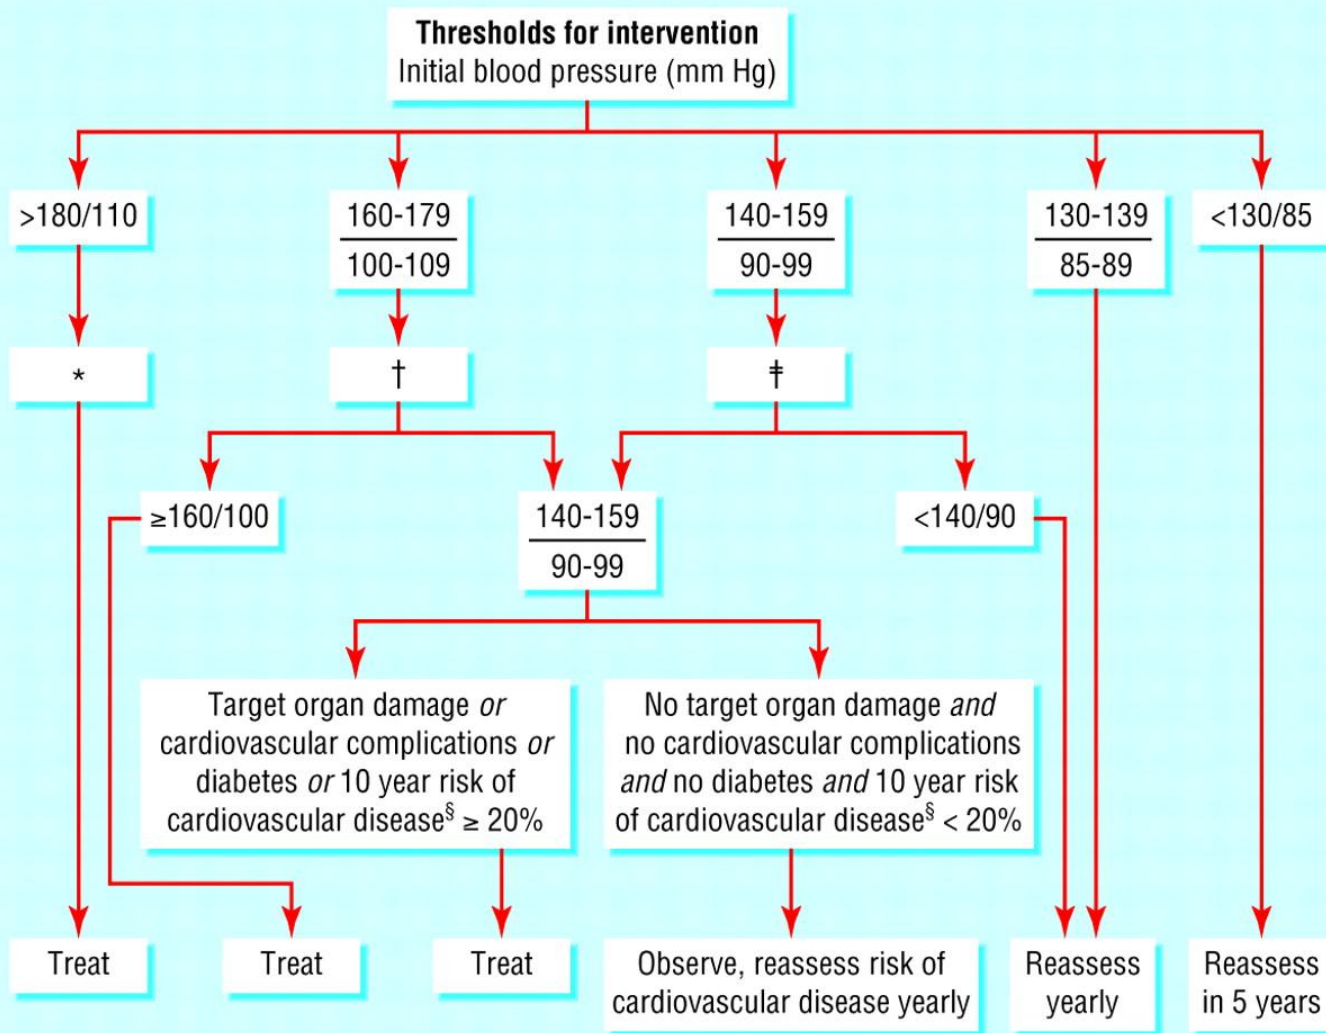 Thresholds for intervention
Initial blood pressure (mm Hg)
>180/110
160-179
100-109
140-159
90-99
130-139
85-89
<130/85
*
†
‡
≥160/100
140-159
90-99
<140/90
Target organ damage or
cardiovascular complications or
diabetes or 10 year risk of
cardiovascular disease§ ≥ 20%
No target organ damage and
no cardiovascular complications
and no diabetes and 10 year risk
of cardiovascular disease§ < 20%
Treat
Treat
Treat
Observe, reassess risk of
cardiovascular disease yearly
Reassess
yearly
Reassess
in 5 years